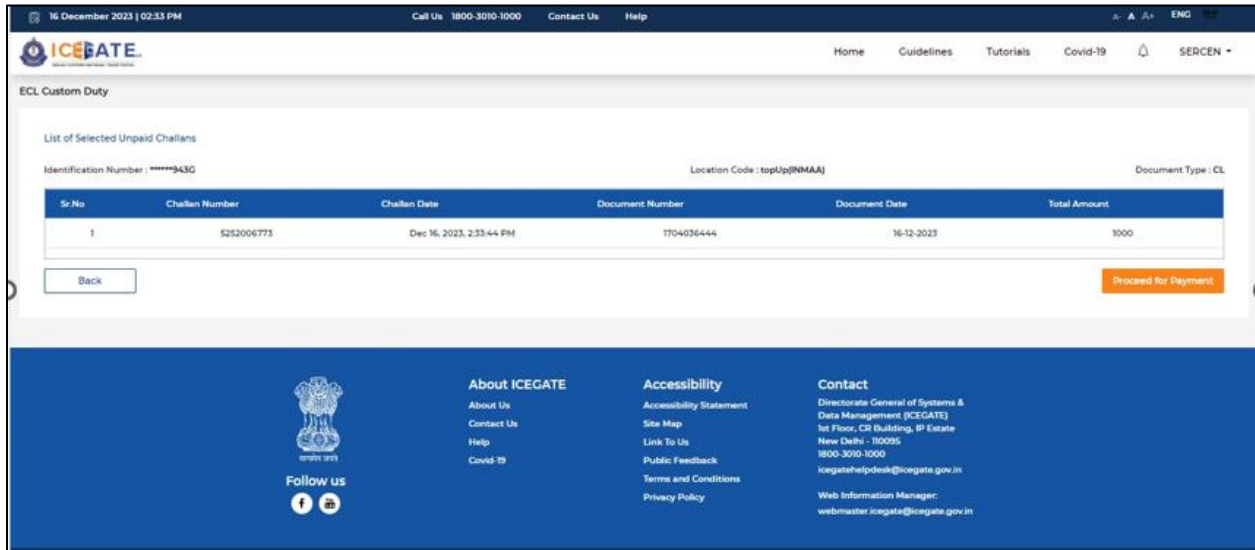 16 December 2023 | 02:33 PM Call Us 1800-3010-1000 Contact Us Help A- A A+ ENG
ICEGATE Home Guidelines Tutorials Covid-19 SERCEN
ECL Custom Duty
List of Selected Unpaid Challans
Identification Number : ******943G Location Code : topUp(INMAA) Document Type : CL
Sr.No Challan Number Challan Date Document Number Document Date Total Amount
1 5252006773 Dec 16, 2023, 2:33:44 PM 1704036444 16-12-2023 1000
Back Proceed for Payment
About ICEGATE Accessibility Contact
About Us Accessibility Statement Directorate General of Systems &
Contact Us Site Map Data Management (ICEGATE)
Help Link To Us 1st Floor, CR Building, IP Estate
Covid-19 Public Feedback New Delhi - 110095
Terms and Conditions 1800-3010-1000
Privacy Policy icegatehelpdesk@icegate.gov.in
सत्यमेव जयते
Follow us
Web Information Manager:
webmaster.icegate@icegate.gov.in